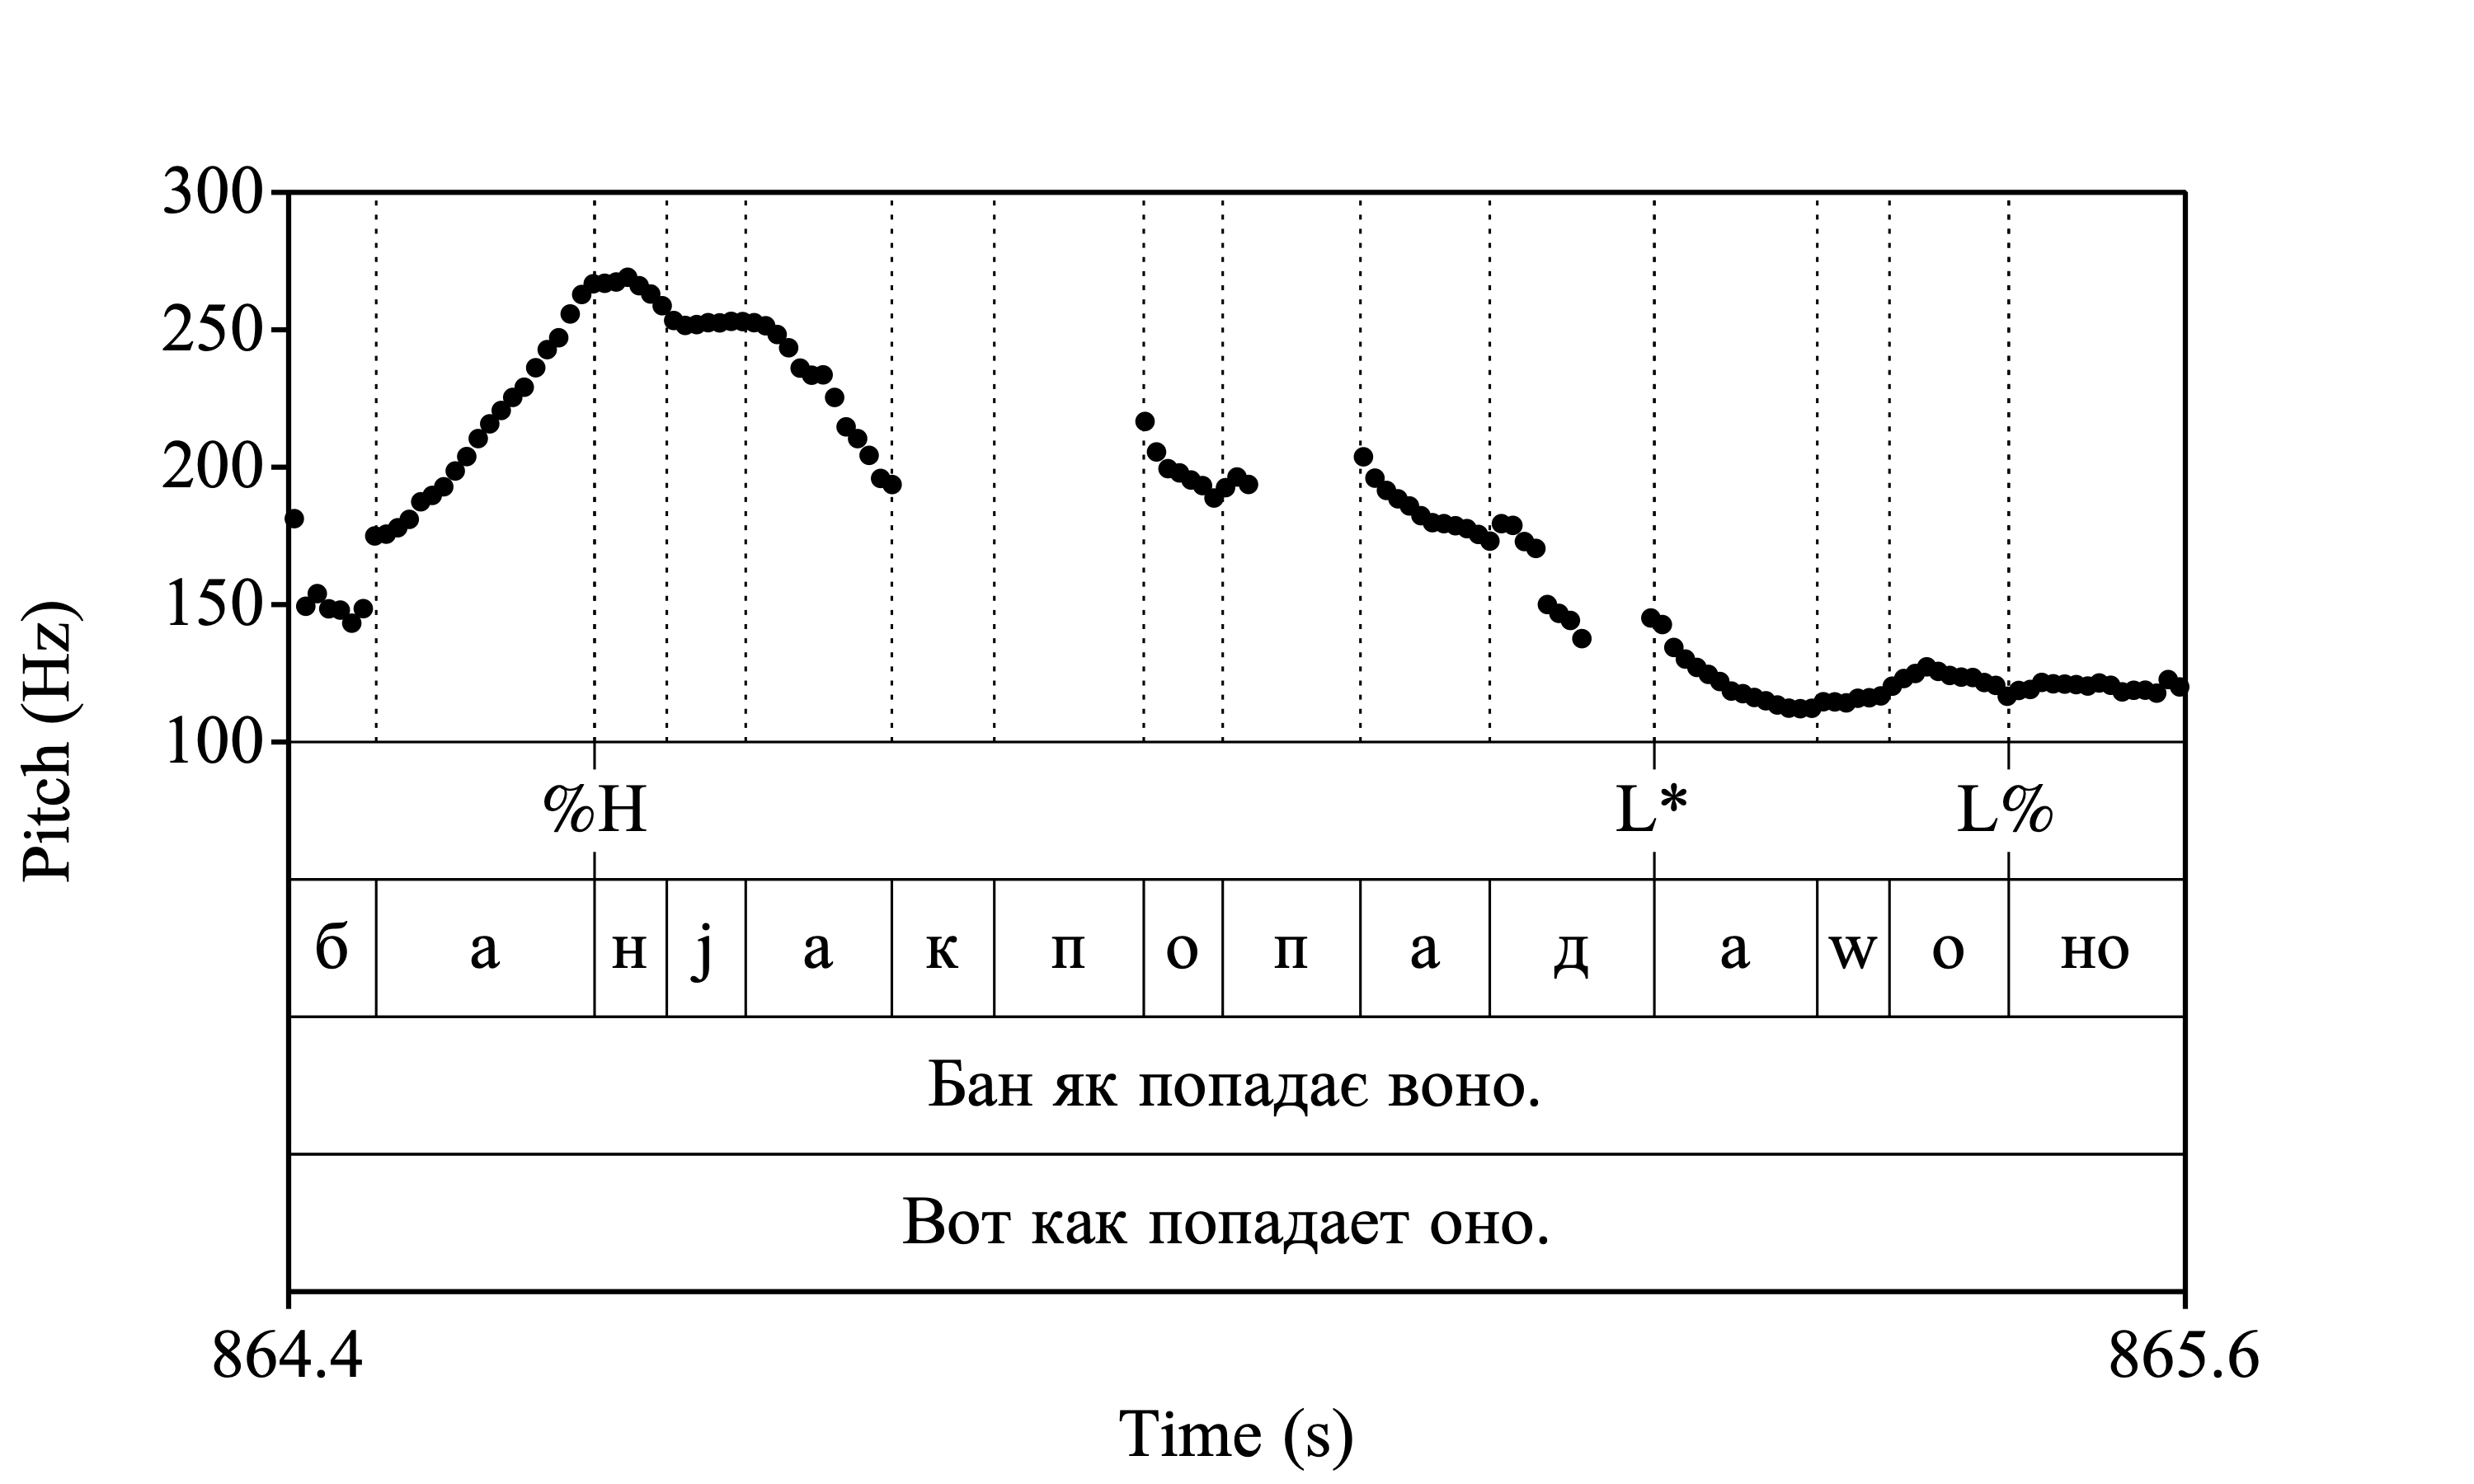 300
250
200
150
100
Pitch (Hz)
%H L* L%
б а н j а к п о п а д а w о но
Бан як попадає воно.
Вот как попадает оно.
864.4 865.6
Time (s)